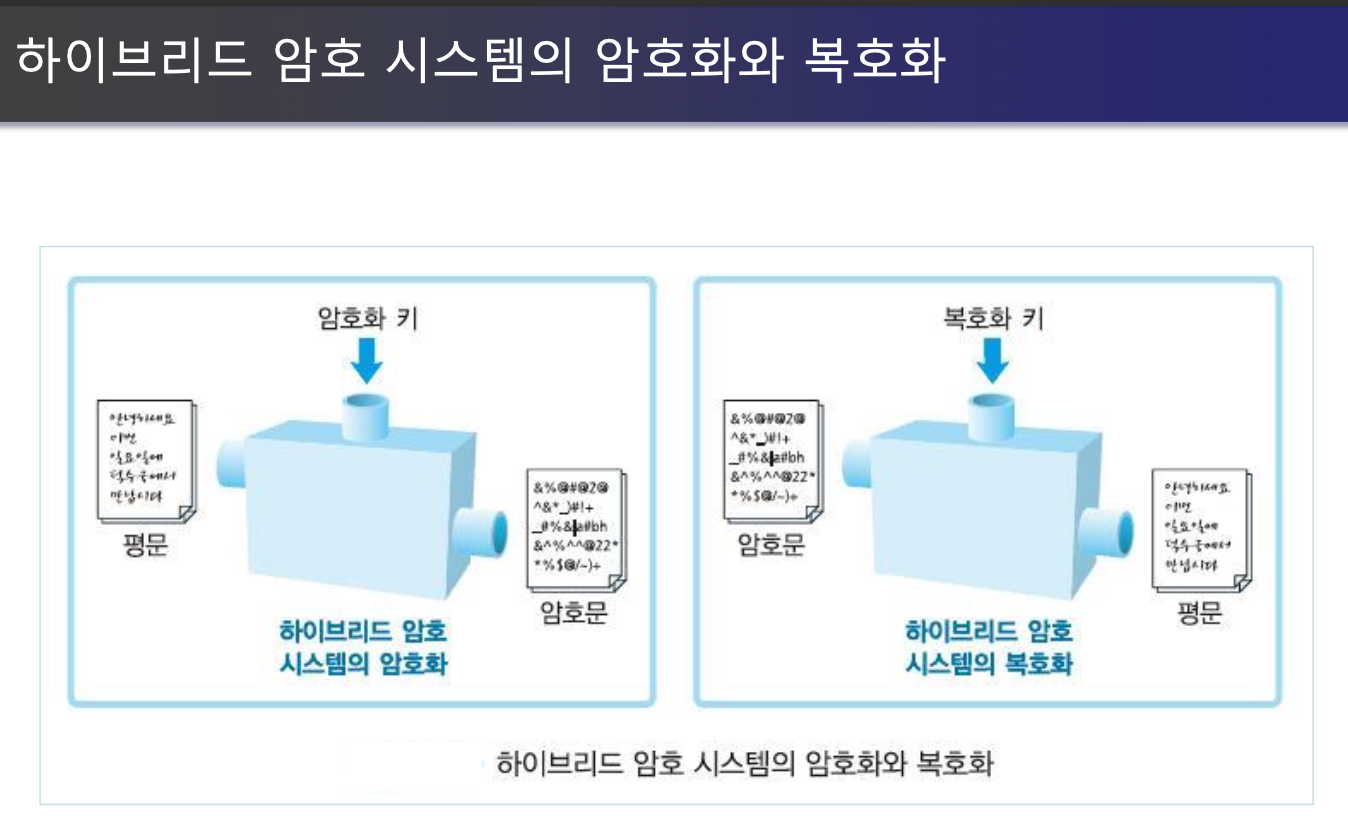 하이브리드 암호 시스템의 암호화와 복호화
암호화 키
안녕하세요
이번
일요일에
덕수궁에서
만납시다
평문
&%@#@2@
^&*_)#!+
_#%&a#bh
&^%^^@22*
*%$@/~)+
암호문
하이브리드 암호
시스템의 암호화
복호화 키
&%@#@2@
^&*_)#!+
_#%&a#bh
&^%^^@22*
*%$@/~)+
암호문
안녕하세요
이번
일요일에
덕수궁에서
만납시다
평문
하이브리드 암호
시스템의 복호화
하이브리드 암호 시스템의 암호화와 복호화